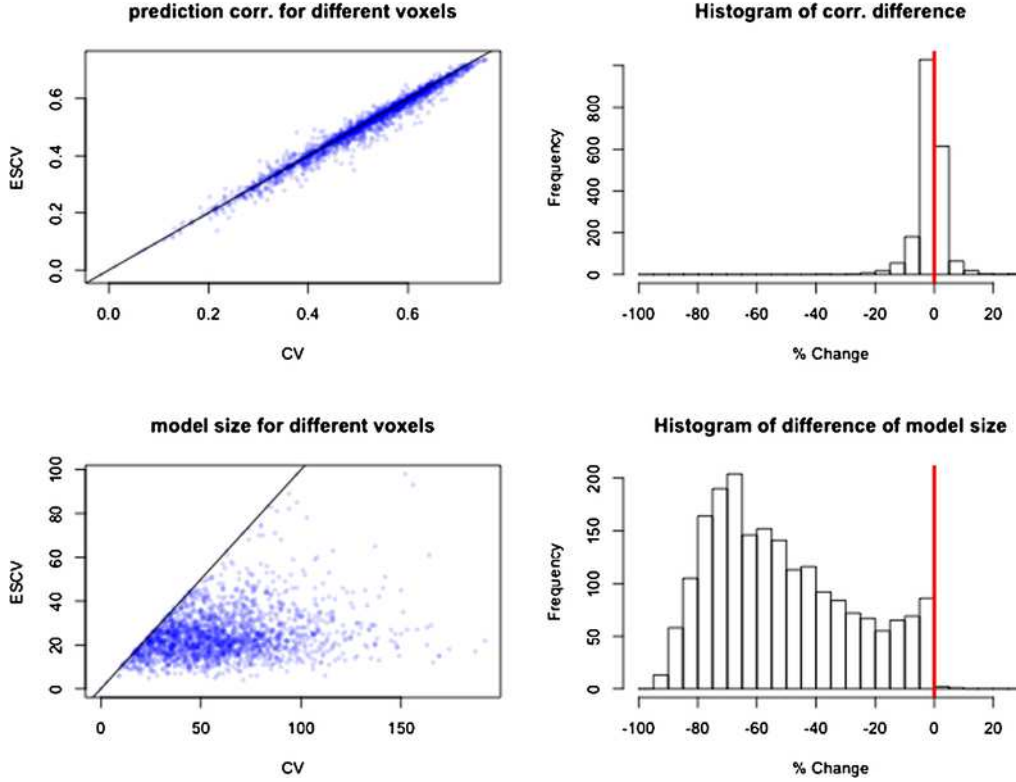 prediction corr. for different voxels
ESCV
0.0 0.2 0.4 0.6
0.0 0.2 0.4 0.6
CV
Histogram of corr. difference
Frequency
0 200 400 600 800
-100 -80 -60 -40 -20 0 20
% Change
model size for different voxels
ESCV
0 20 40 60 80 100
0 50 100 150
CV
Histogram of difference of model size
Frequency
0 50 100 150 200
-100 -80 -60 -40 -20 0 20
% Change